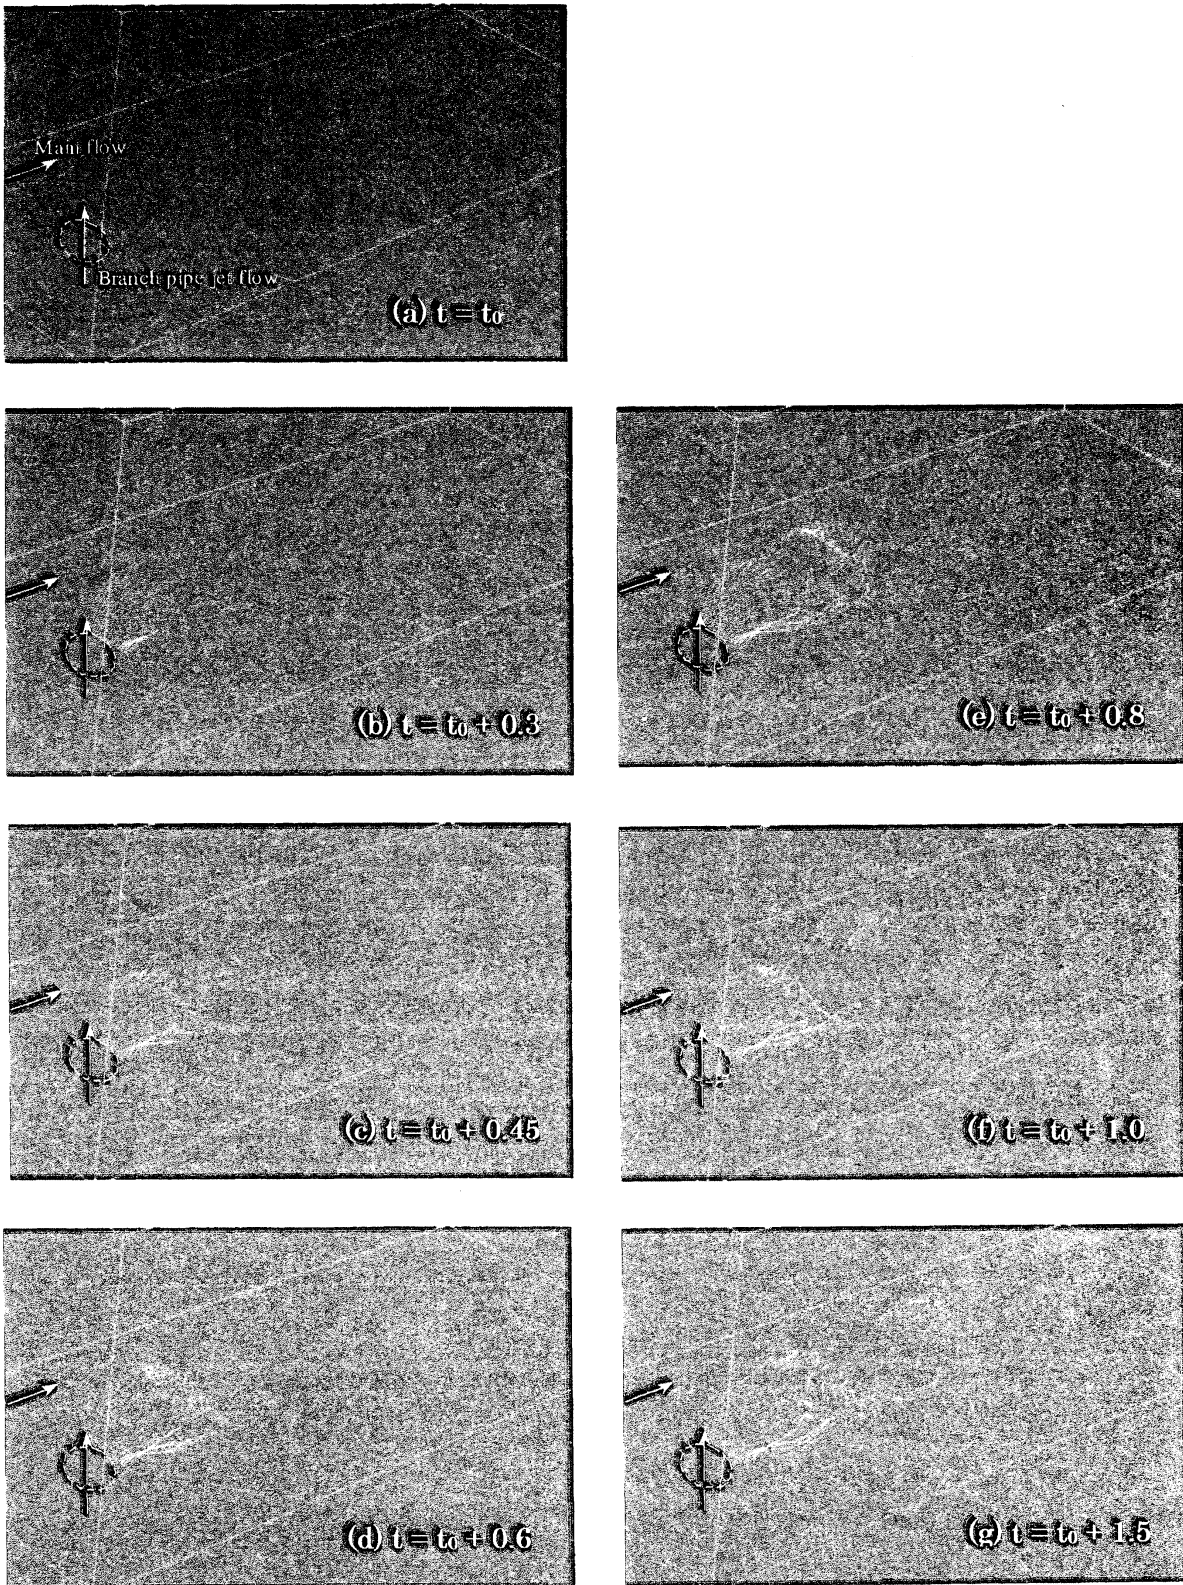 Main flow
Branch pipe jet flow
(a) t = t₀
(b) t = t₀ + 0.3
(c) t = t₀ + 0.45
(d) t = t₀ + 0.6
(e) t = t₀ + 0.8
(f) t = t₀ + 1.0
(g) t = t₀ + 1.5